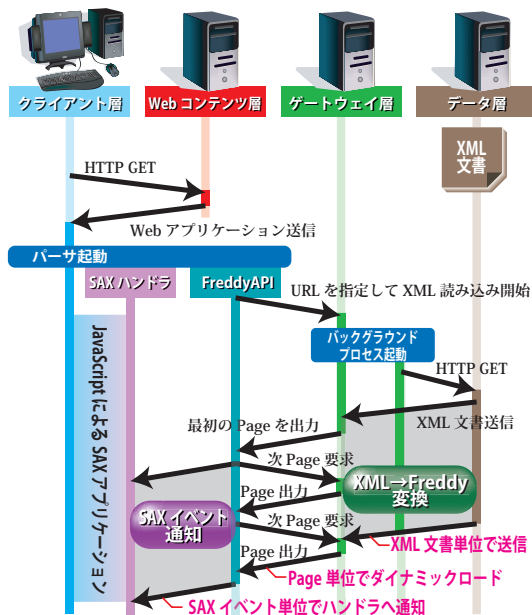 クライアント層
Web コンテンツ層
ゲートウェイ層
データ層
XML
文書
HTTP GET
Web アプリケーション送信
パーサ起動
SAX ハンドラ
FreddyAPI
URL を指定して XML 読み込み開始
バックグラウンド
プロセス起動
HTTP GET
JavaScript による SAX アプリケーション
最初の Page を出力
XML 文書送信
次 Page 要求
XML→Freddy
変換
Page 出力
SAX イベント
通知
次 Page 要求
XML 文書単位で送信
Page 出力
Page 単位でダイナミックロード
SAX イベント単位でハンドラへ通知